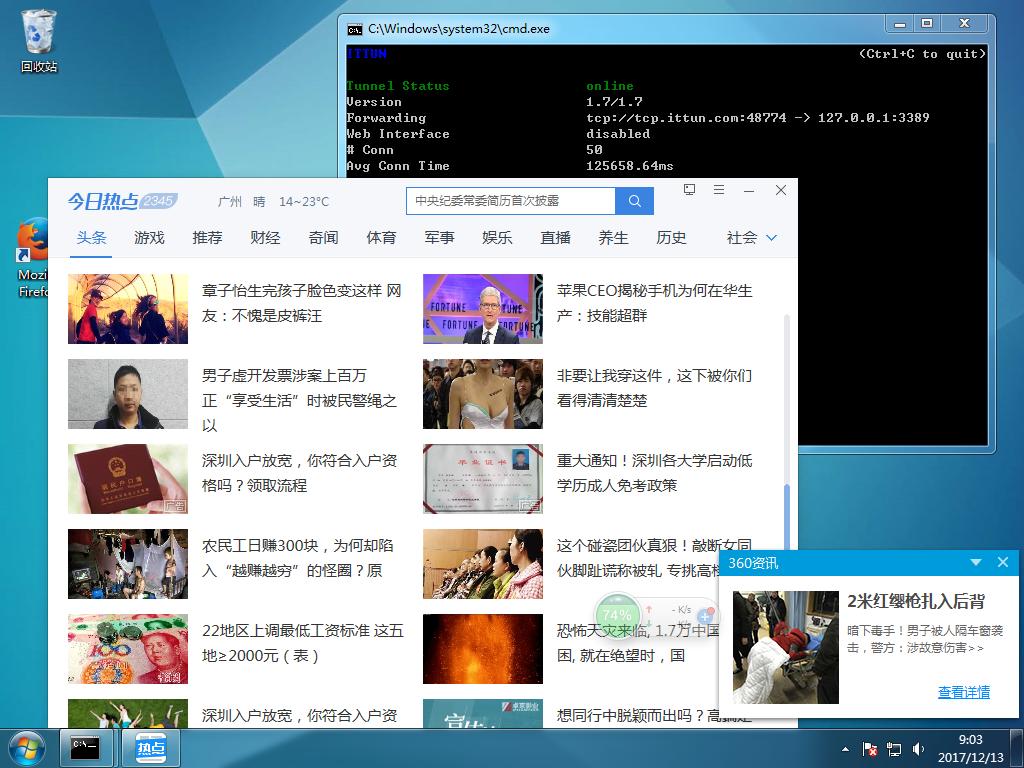 回收站
Mozi
Firefo
C:\Windows\system32\cmd.exe
ITTUN (Ctrl+C to quit)
Tunnel Status online
Version 1.7/1.7
Forwarding tcp://tcp.ittun.com:48774 -> 127.0.0.1:3389
Web Interface disabled
# Conn 50
Avg Conn Time 125658.64ms
今日热点 2345 广州 晴 14~23°C 中央纪委常委简历首次披露
头条 游戏 推荐 财经 奇闻 体育 军事 娱乐 直播 养生 历史 社会
章子怡生完孩子脸色变这样 网
友：不愧是皮裤汪
FORTUNE
FORTUNE
苹果CEO揭秘手机为何在华生
产：技能超群
男子虚开发票涉案上百万
正“享受生活”时被民警绳之
以
非要让我穿这件，这下被你们
看得清清楚楚
居民户口簿
广告
深圳入户放宽，你符合入户资
格吗？领取流程
毕业证书
广告
重大通知！深圳各大学启动低
学历成人免考政策
农民工日赚300块，为何却陷
入“越赚越穷”的怪圈？原
这个碰瓷团伙真狠！敲断女同
伙脚趾谎称被轧 专挑高档
100
22地区上调最低工资标准 这五
地≥2000元（表）
恐怖天灾来临, 1.7万中国
困, 就在绝望时，国
深圳入户放宽，你符合入户资
卓京影业
想同行中脱颖而出吗？高
74%
- K/s
- K/s
360资讯
2米红缨枪扎入后背
暗下毒手！男子被人隔车窗袭
击，警方：涉故意伤害>>
查看详情
C:\_
热点
9:03
2017/12/13